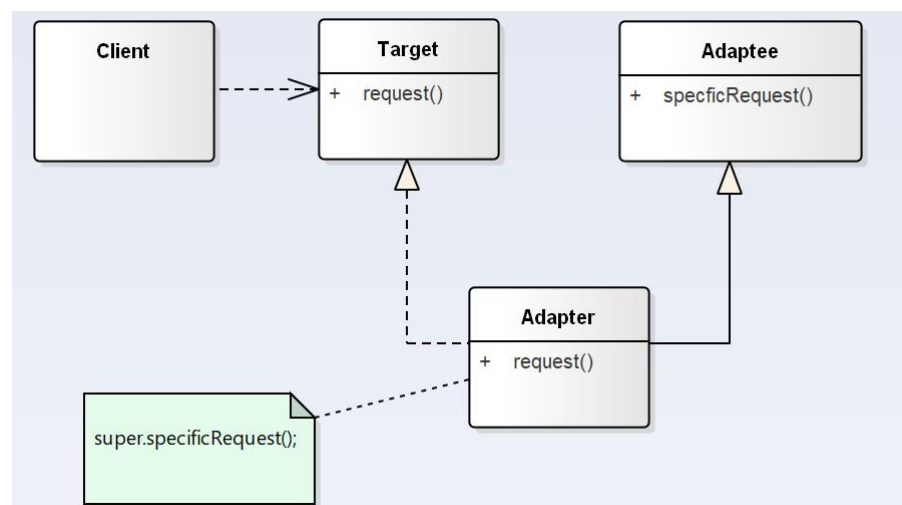 Client
Target
+ request()
Adaptee
+ specficRequest()
Adapter
+ request()
super.specificRequest();